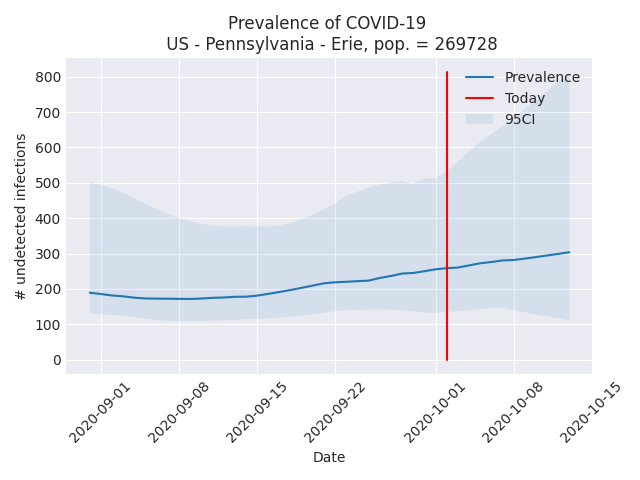 Prevalence of COVID-19
US - Pennsylvania - Erie, pop. = 269728
# undetected infections
800
700
600
500
400
300
200
100
0
Prevalence
Today
95CI
2020-09-01
2020-09-08
2020-09-15
2020-09-22
2020-10-01
2020-10-08
2020-10-15
Date